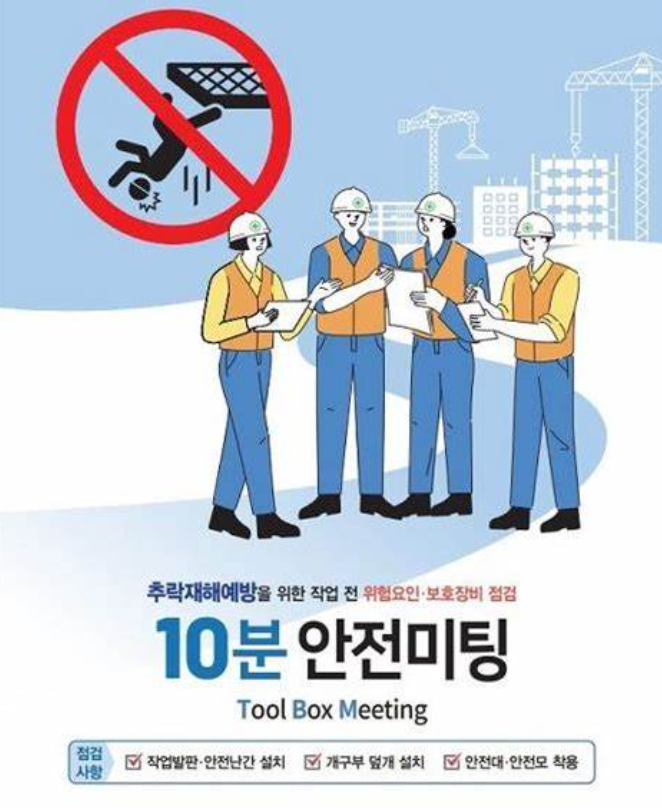 추락재해예방을 위한 작업 전 위험요인·보호장비 점검
10분 안전미팅
Tool Box Meeting
점검
사항
☑ 작업발판·안전난간 설치 ☑ 개구부 덮개 설치 ☑ 안전대·안전모 착용